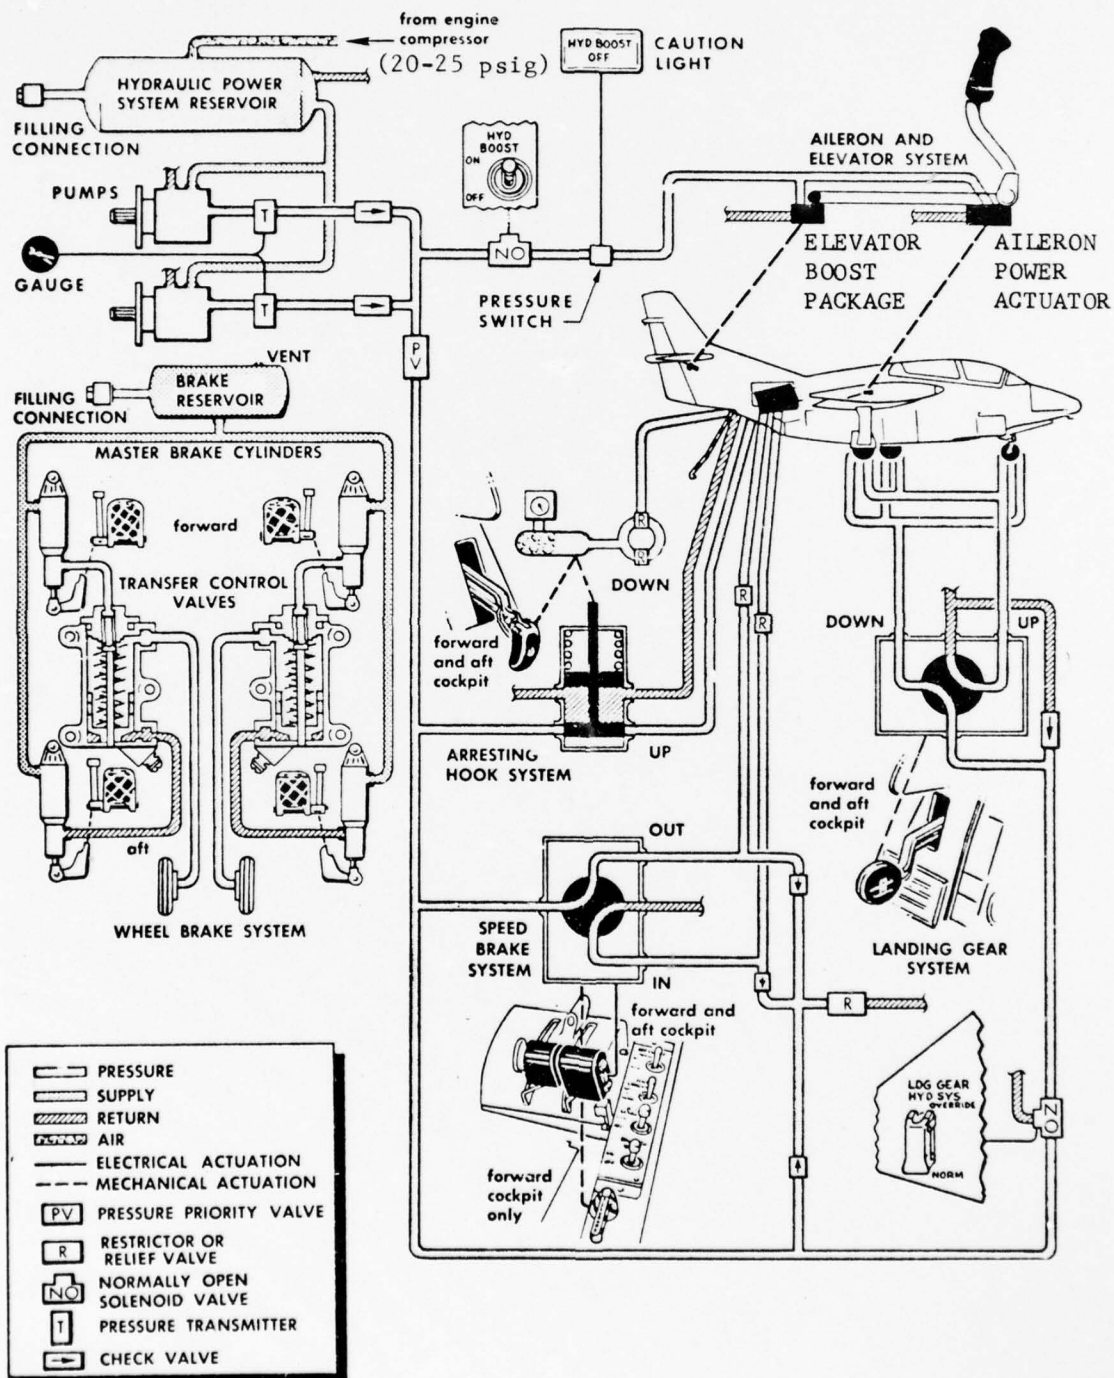 from engine
compressor
(20-25 psig)
HYD BOOST
OFF
CAUTION
LIGHT
HYDRAULIC POWER
SYSTEM RESERVOIR
FILLING
CONNECTION
HYD
BOOST
ON
OFF
AILERON AND
ELEVATOR SYSTEM
PUMPS
T
NO
GAUGE
T
PRESSURE
SWITCH
ELEVATOR
BOOST
PACKAGE
AILERON
POWER
ACTUATOR
PV
VENT
BRAKE
RESERVOIR
FILLING
CONNECTION
MASTER BRAKE CYLINDERS
forward
TRANSFER CONTROL
VALVES
aft
WHEEL BRAKE SYSTEM
R
R
DOWN
forward
and aft
cockpit
R
R
ARRESTING
HOOK SYSTEM
UP
DOWN
UP
forward
and aft
cockpit
LANDING GEAR
SYSTEM
OUT
SPEED
BRAKE
SYSTEM
IN
R
forward and
aft cockpit
forward
cockpit
only
LDG GEAR
HYD SYS
OVERRIDE
NORM
NO
PRESSURE
SUPPLY
RETURN
AIR
ELECTRICAL ACTUATION
MECHANICAL ACTUATION
PV PRESSURE PRIORITY VALVE
R RESTRICTOR OR
RELIEF VALVE
NO NORMALLY OPEN
SOLENOID VALVE
T PRESSURE TRANSMITTER
CHECK VALVE